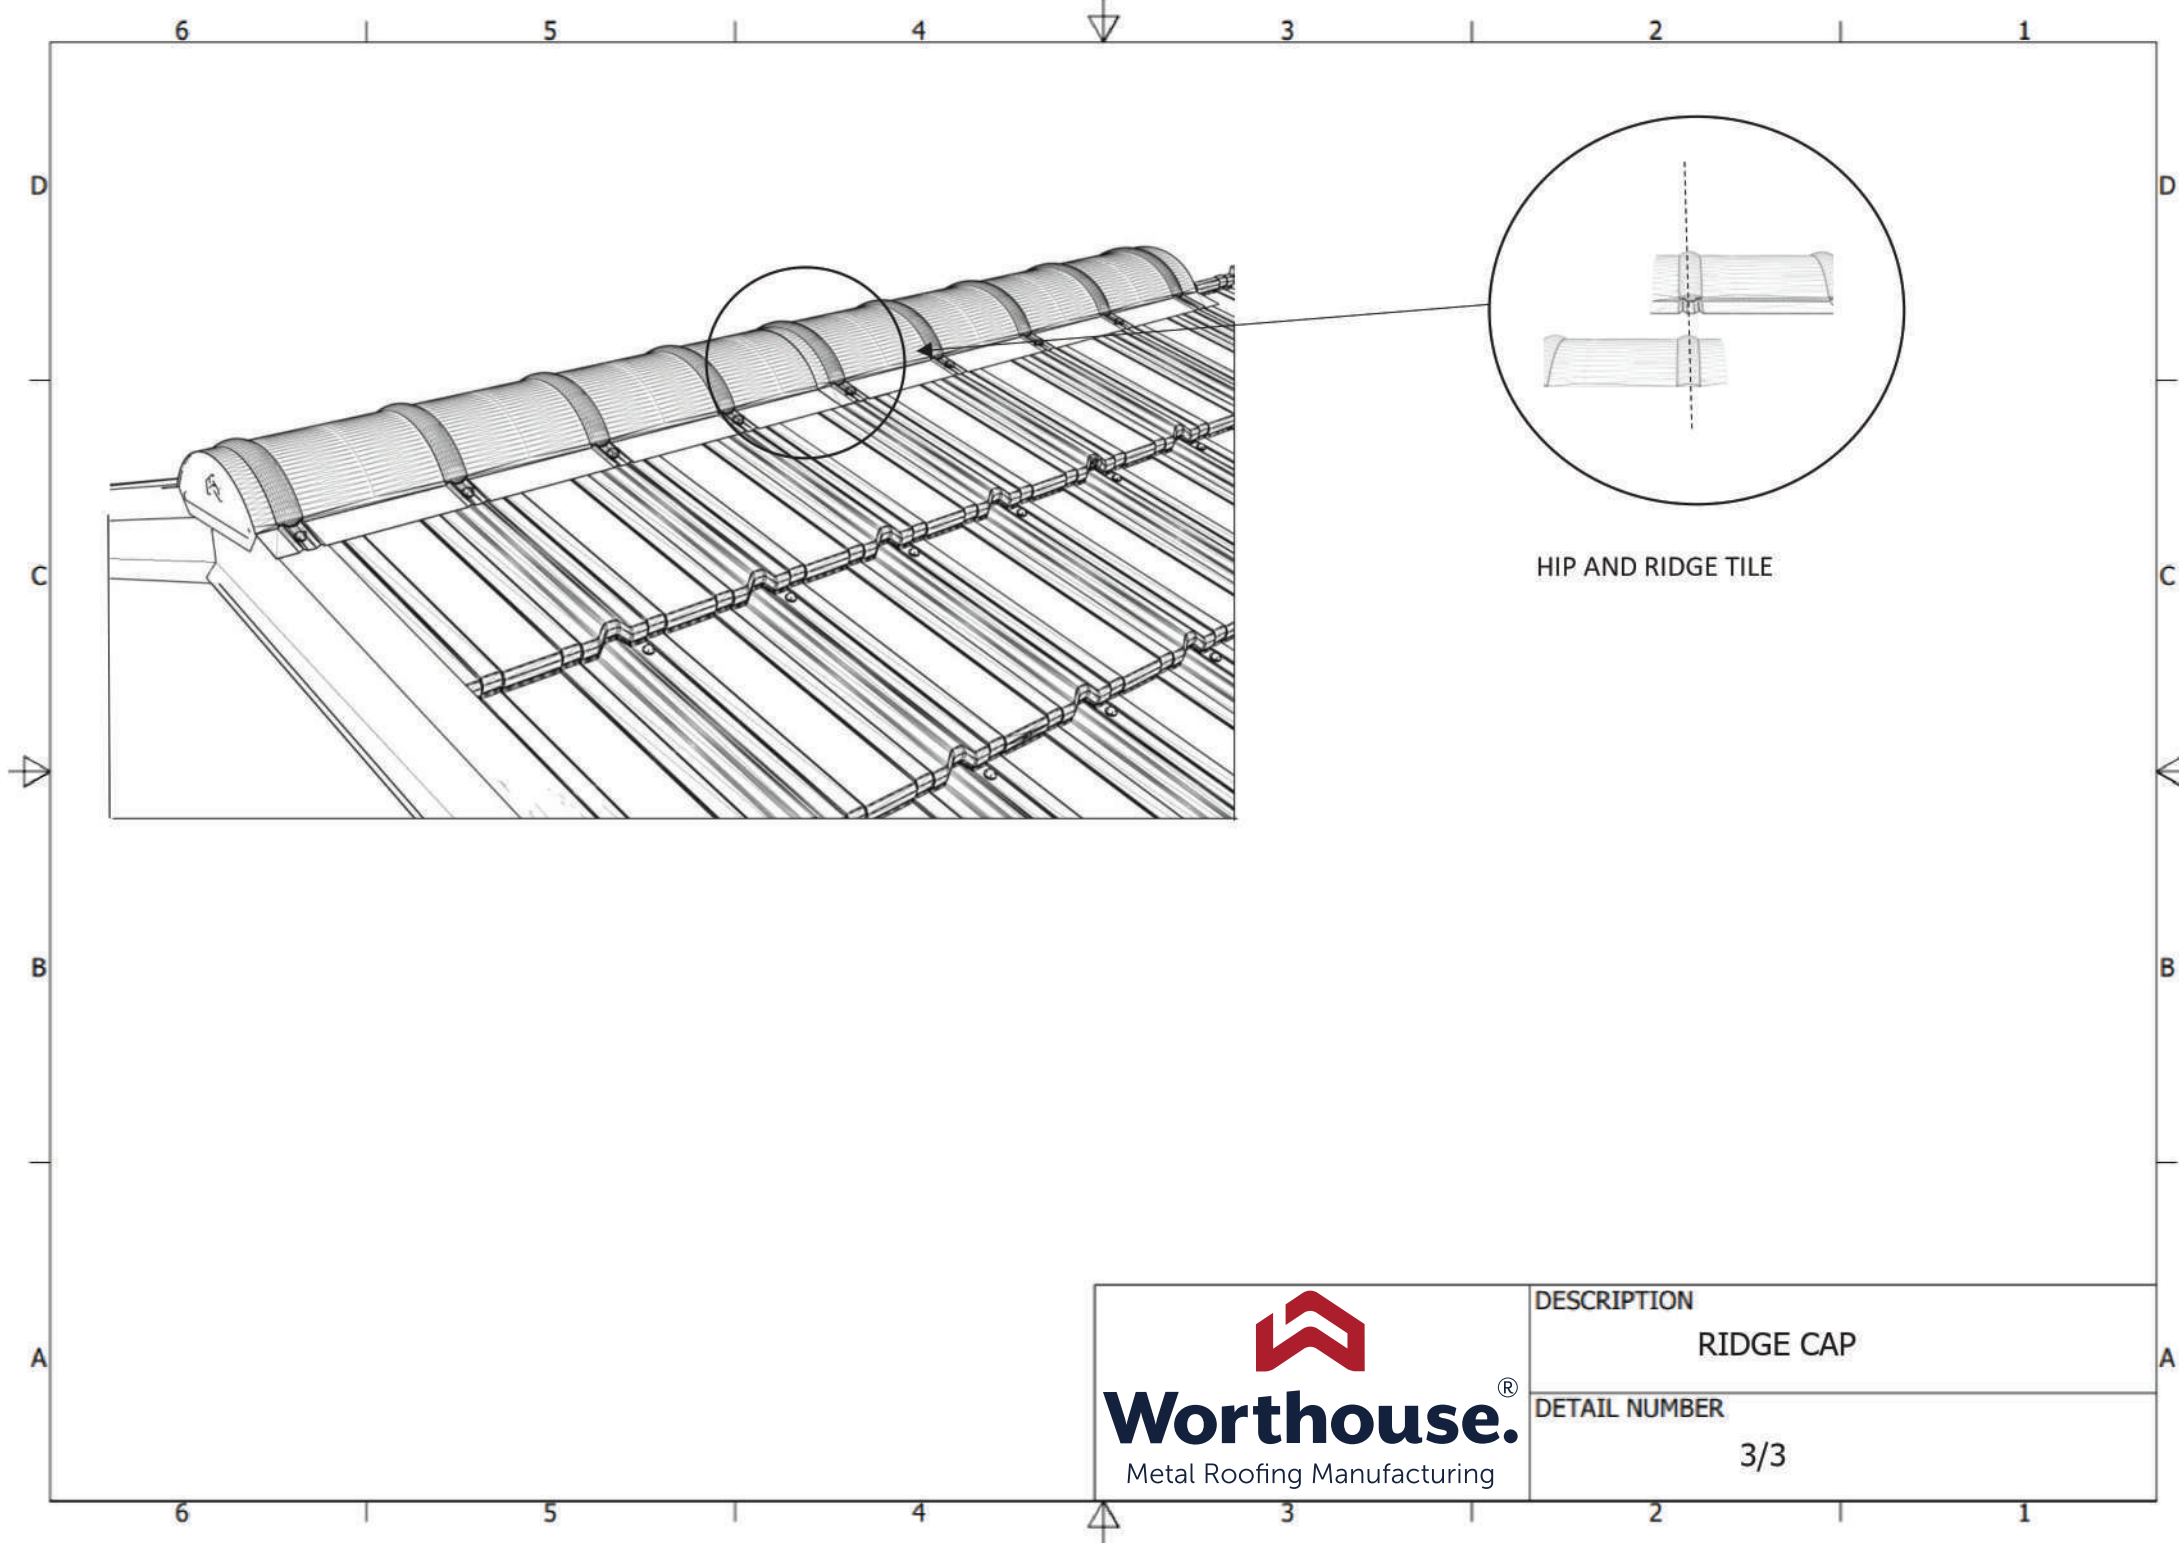 6 5 4 3 2 1
D D
HIP AND RIDGE TILE
C C
B B
DESCRIPTION
RIDGE CAP
A A
Worthouse.®
Metal Roofing Manufacturing
DETAIL NUMBER
3/3
6 5 4 3 2 1